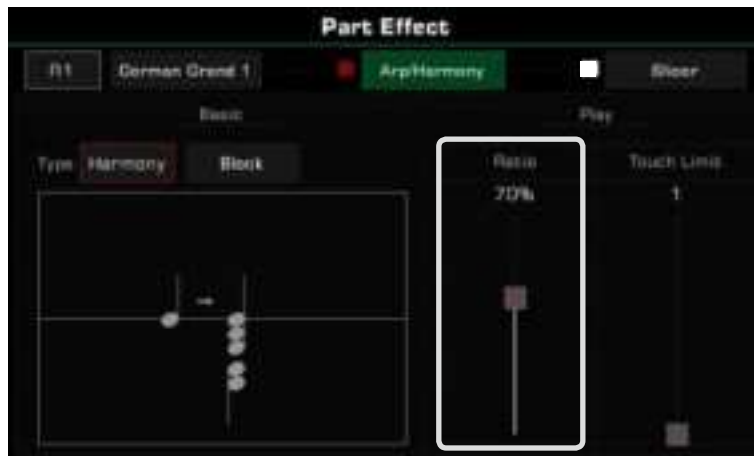 Part Effect
R1 German Grand 1 Arp/Harmony Slicer
Basic Play
Type Harmony Block Ratio Touch Limit
70% 1